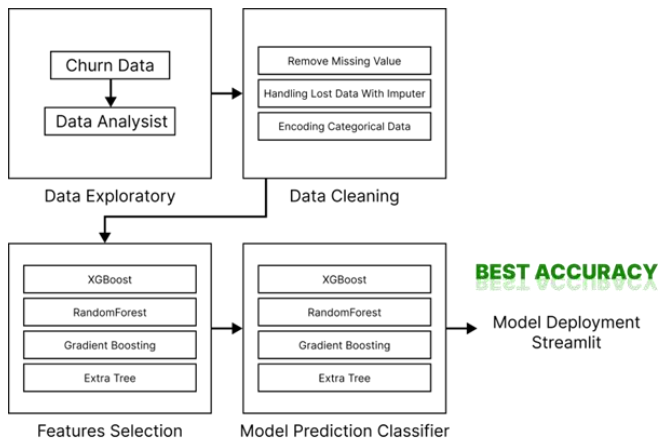 Churn Data
Data Analysist
Data Exploratory
Remove Missing Value
Handling Lost Data With Imputer
Encoding Categorical Data
Data Cleaning
XGBoost
RandomForest
Gradient Boosting
Extra Tree
Features Selection
XGBoost
RandomForest
Gradient Boosting
Extra Tree
Model Prediction Classifier
BEST ACCURACY
Model Deployment
Streamlit